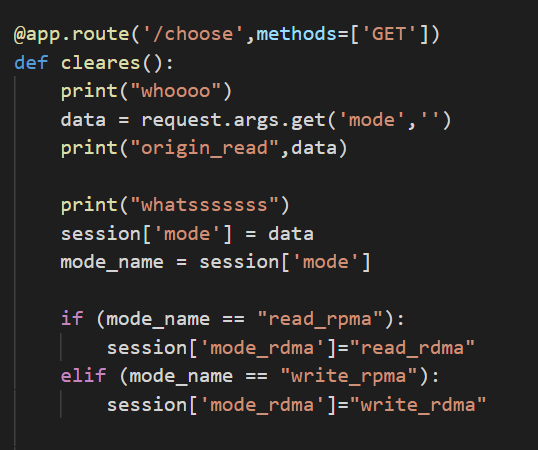 @app.route('/choose',methods=['GET'])
def cleares():
    print("whoooo")
    data = request.args.get('mode','')
    print("origin_read",data)
    print("whatsssssss")
    session['mode'] = data
    mode_name = session['mode']
    if (mode_name == "read_rpma"):
        session['mode_rdma']="read_rdma"
    elif (mode_name == "write_rpma"):
        session['mode_rdma']="write_rdma"